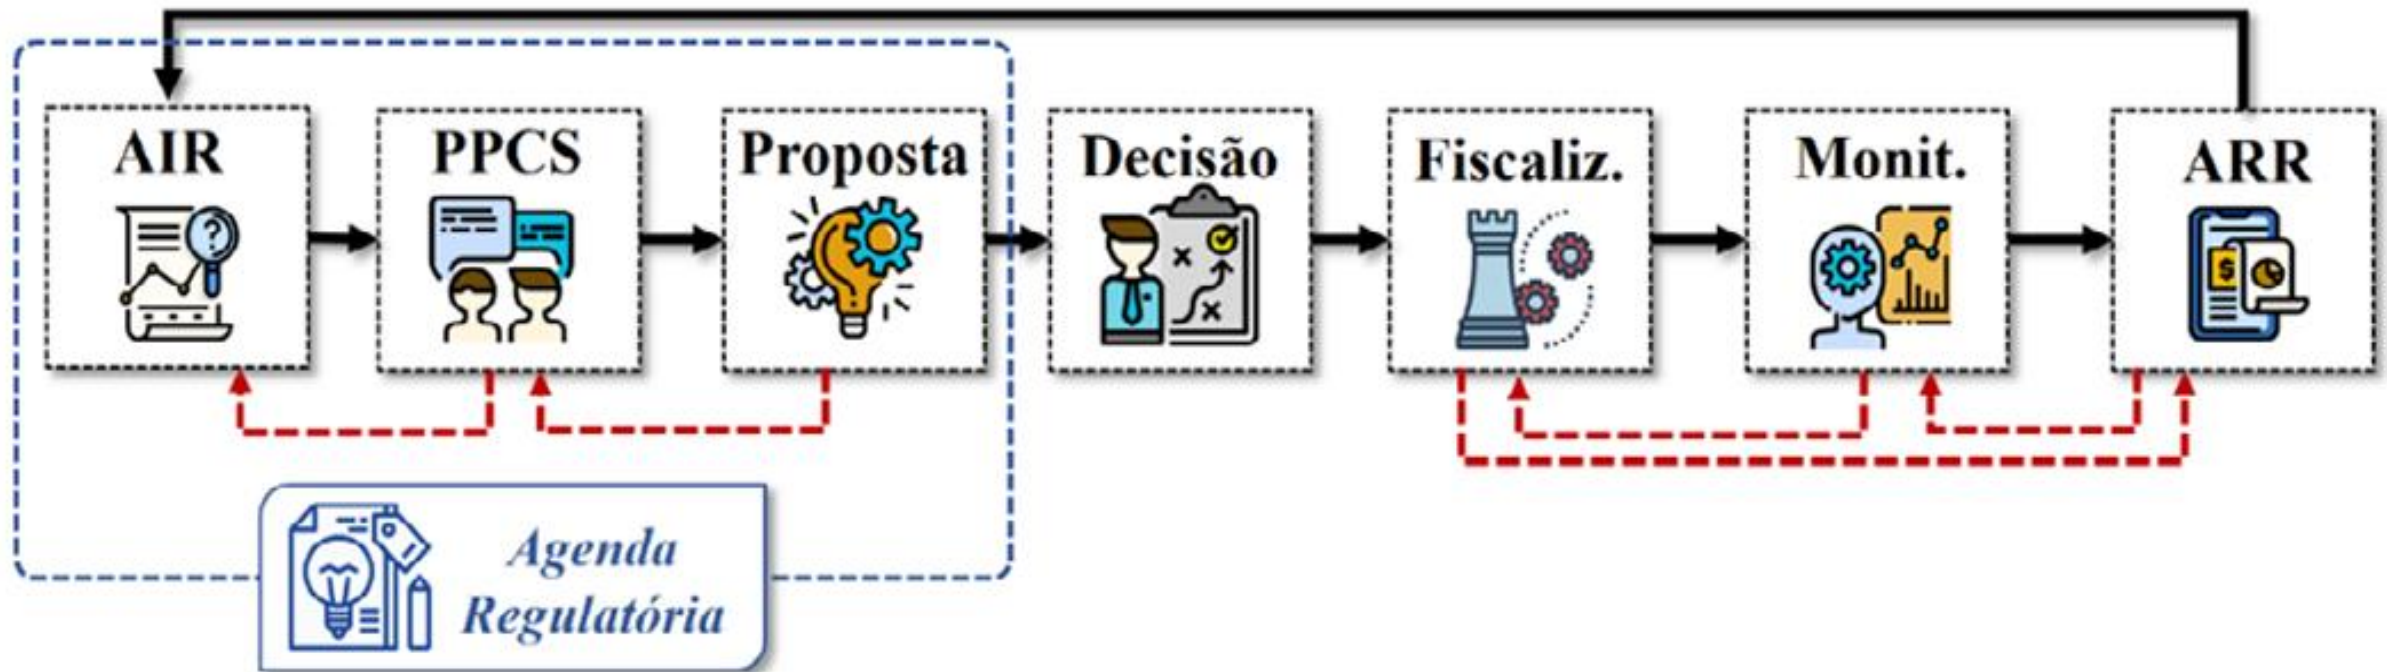 AIR
PPCS
Proposta
Decisão
Fiscaliz.
Monit.
ARR
?
$
Agenda
Regulatória